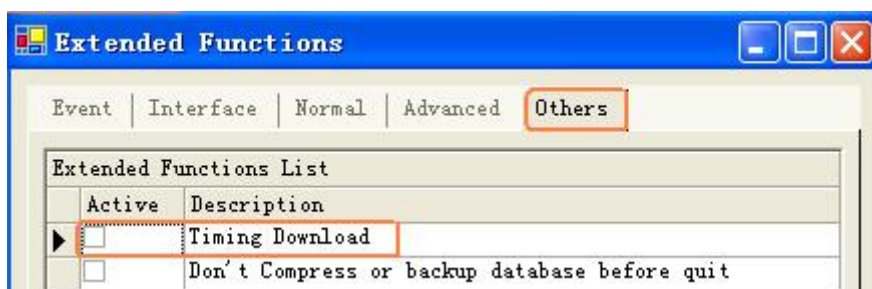 Extended Functions
Event | Interface | Normal | Advanced Others
Extended Functions List
Active Description
Timing Download
Don't Compress or backup database before quit